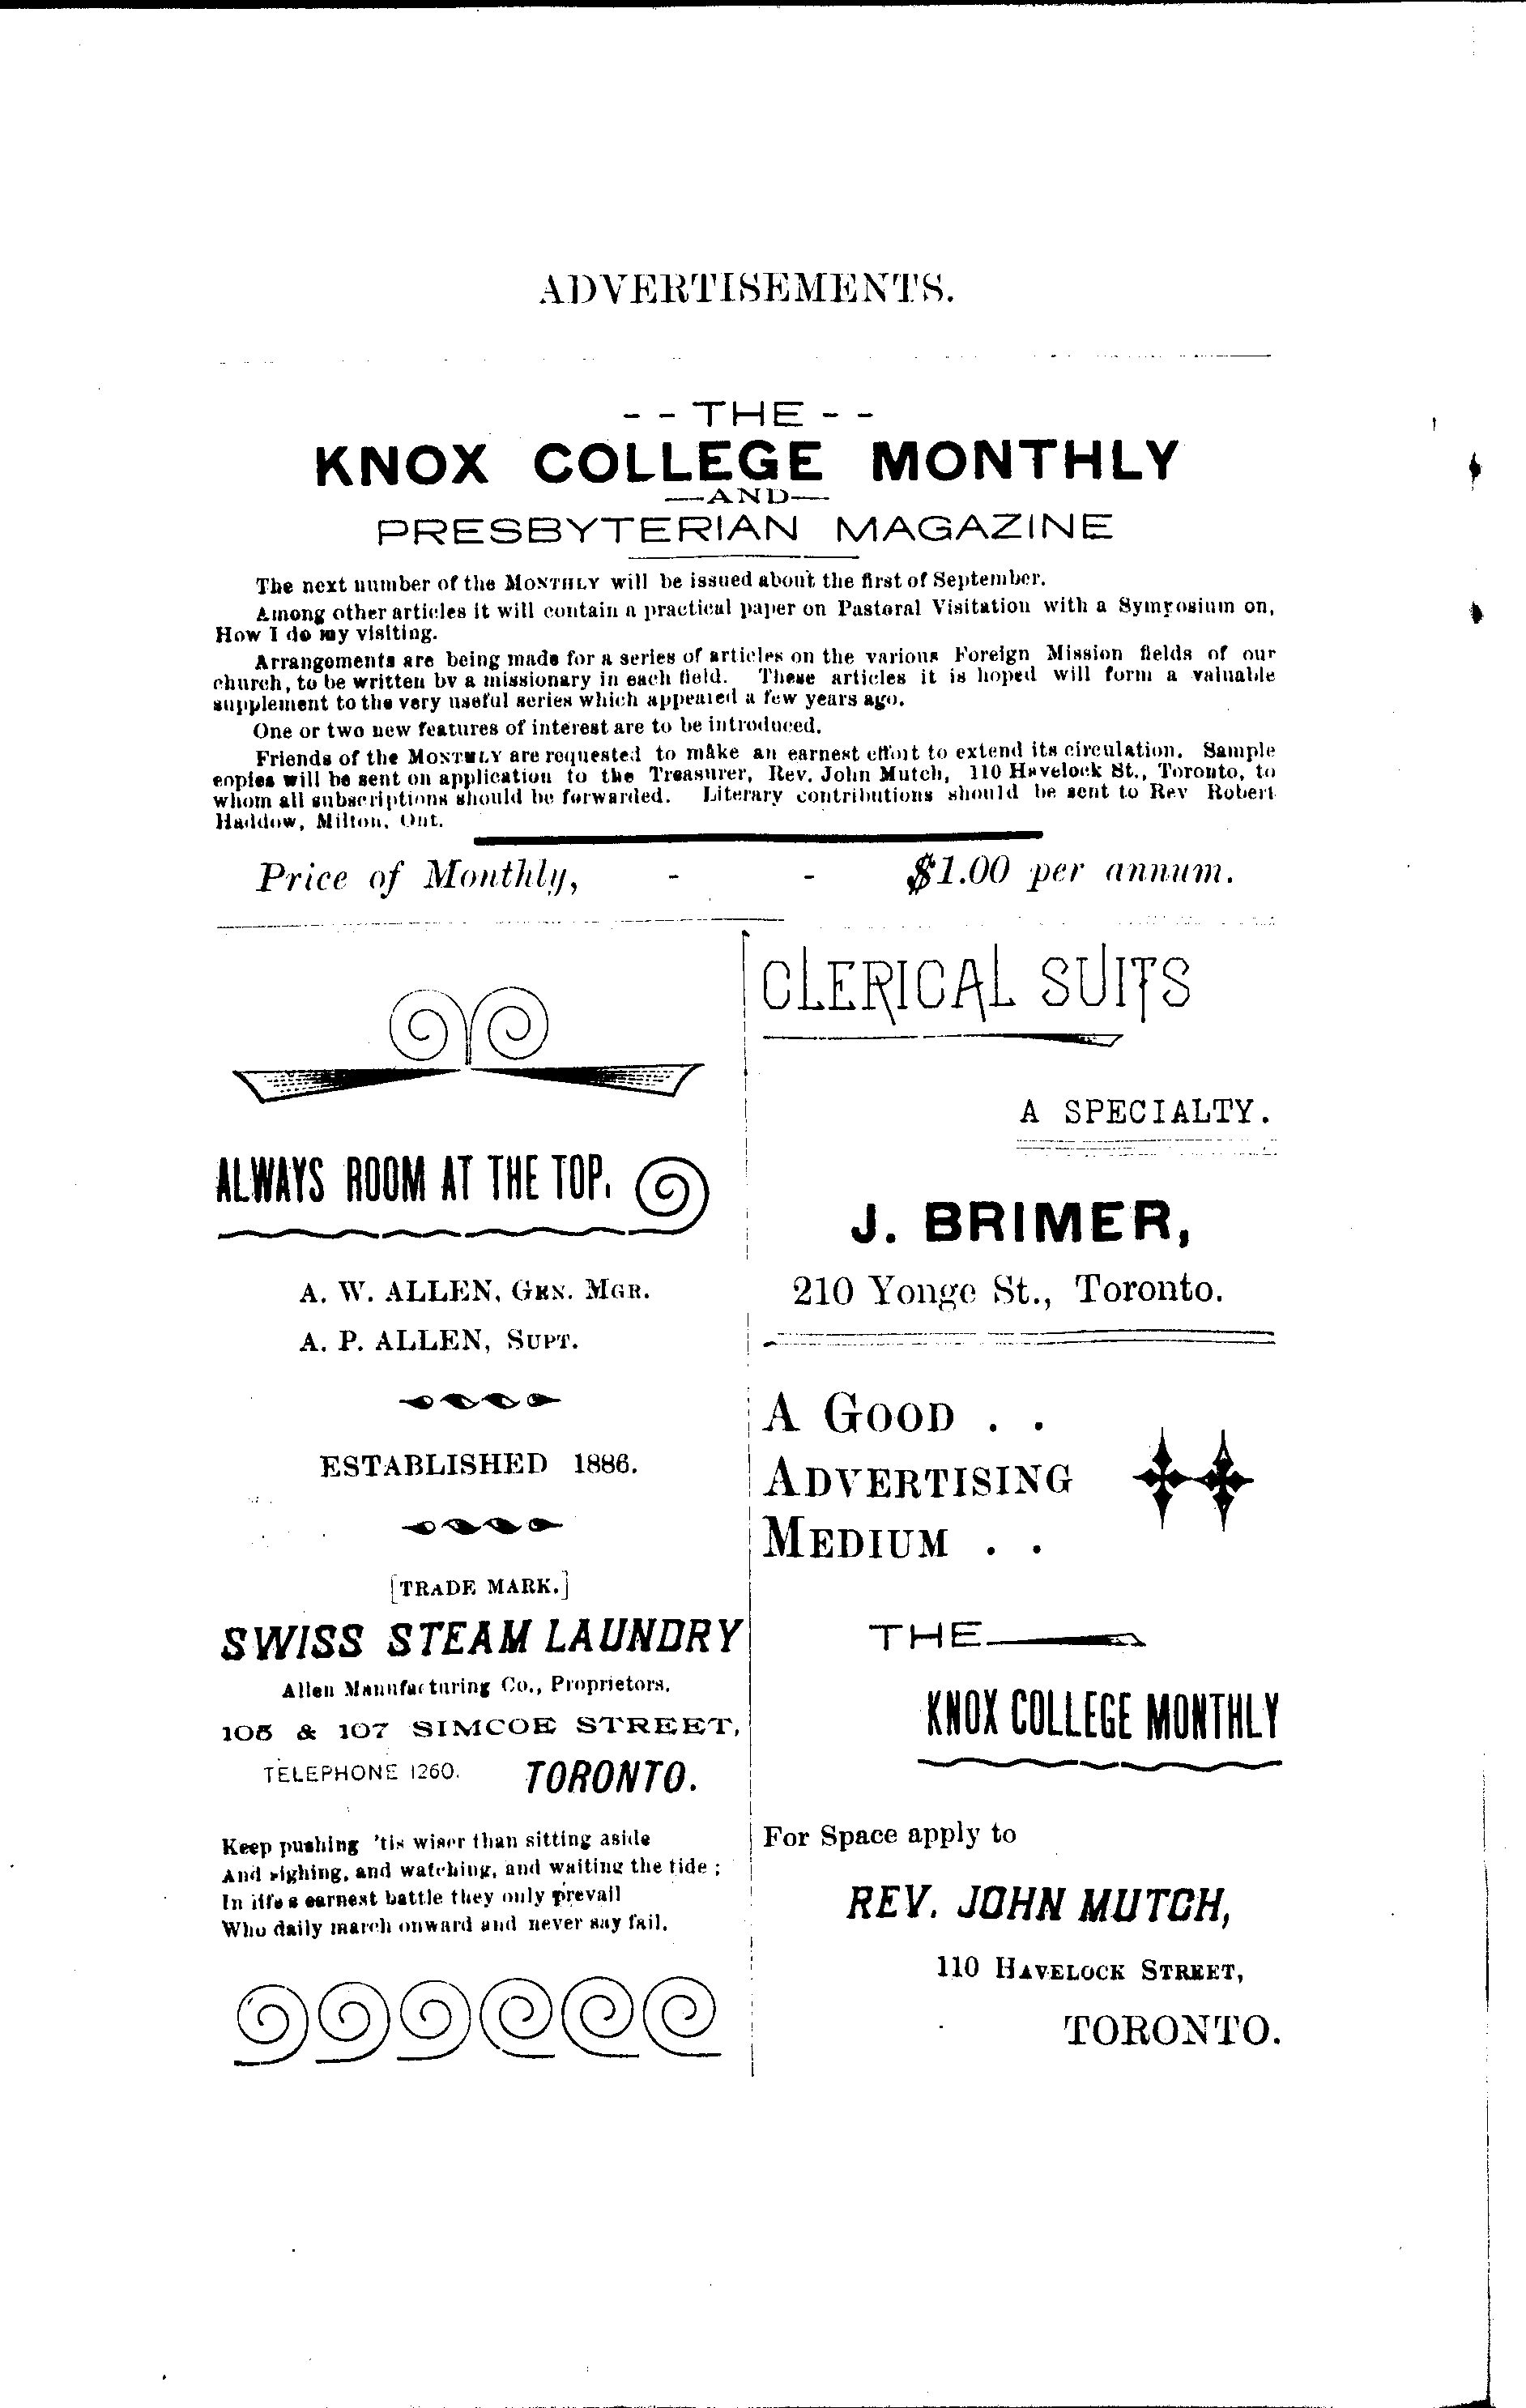 ADVERTISEMENTS.
- - THE - -
KNOX COLLEGE MONTHLY
—AND—
PRESBYTERIAN MAGAZINE
The next number of the MONTHLY will be issued about the first of September.
Among other articles it will contain a practical paper on Pastoral Visitation with a Symposium on,
How I do my visiting.
Arrangements are being made for a series of articles on the various Foreign Mission fields of our
church, to be written by a missionary in each field. These articles it is hoped will form a valuable
supplement to the very useful series which appeared a few years ago.
One or two new features of interest are to be introduced.
Friends of the MONTHLY are requested to make an earnest effort to extend its circulation. Sample
copies will be sent on application to the Treasurer, Rev. John Mutch, 110 Havelock St., Toronto, to
whom all subscriptions should be forwarded. Literary contributions should be sent to Rev Robert
Haddow, Milton, Ont.
Price of Monthly, - - $1.00 per annum.
ALWAYS ROOM AT THE TOP.
A. W. ALLEN, GEN. MGR.
A. P. ALLEN, SUPT.
ESTABLISHED 1886.
[TRADE MARK.]
SWISS STEAM LAUNDRY
Allen Manufacturing Co., Proprietors,
105 & 107 SIMCOE STREET,
TELEPHONE 1260. TORONTO.
Keep pushing 'tis wiser than sitting aside
And sighing, and watching, and waiting the tide ;
In life s earnest battle they only prevail
Who daily march onward and never say fail.
CLERICAL SUITS
A SPECIALTY.
J. BRIMER,
210 Yonge St., Toronto.
A GOOD . .
ADVERTISING
MEDIUM . .
THE
KNOX COLLEGE MONTHLY
For Space apply to
REV. JOHN MUTCH,
110 HAVELOCK STREET,
TORONTO.